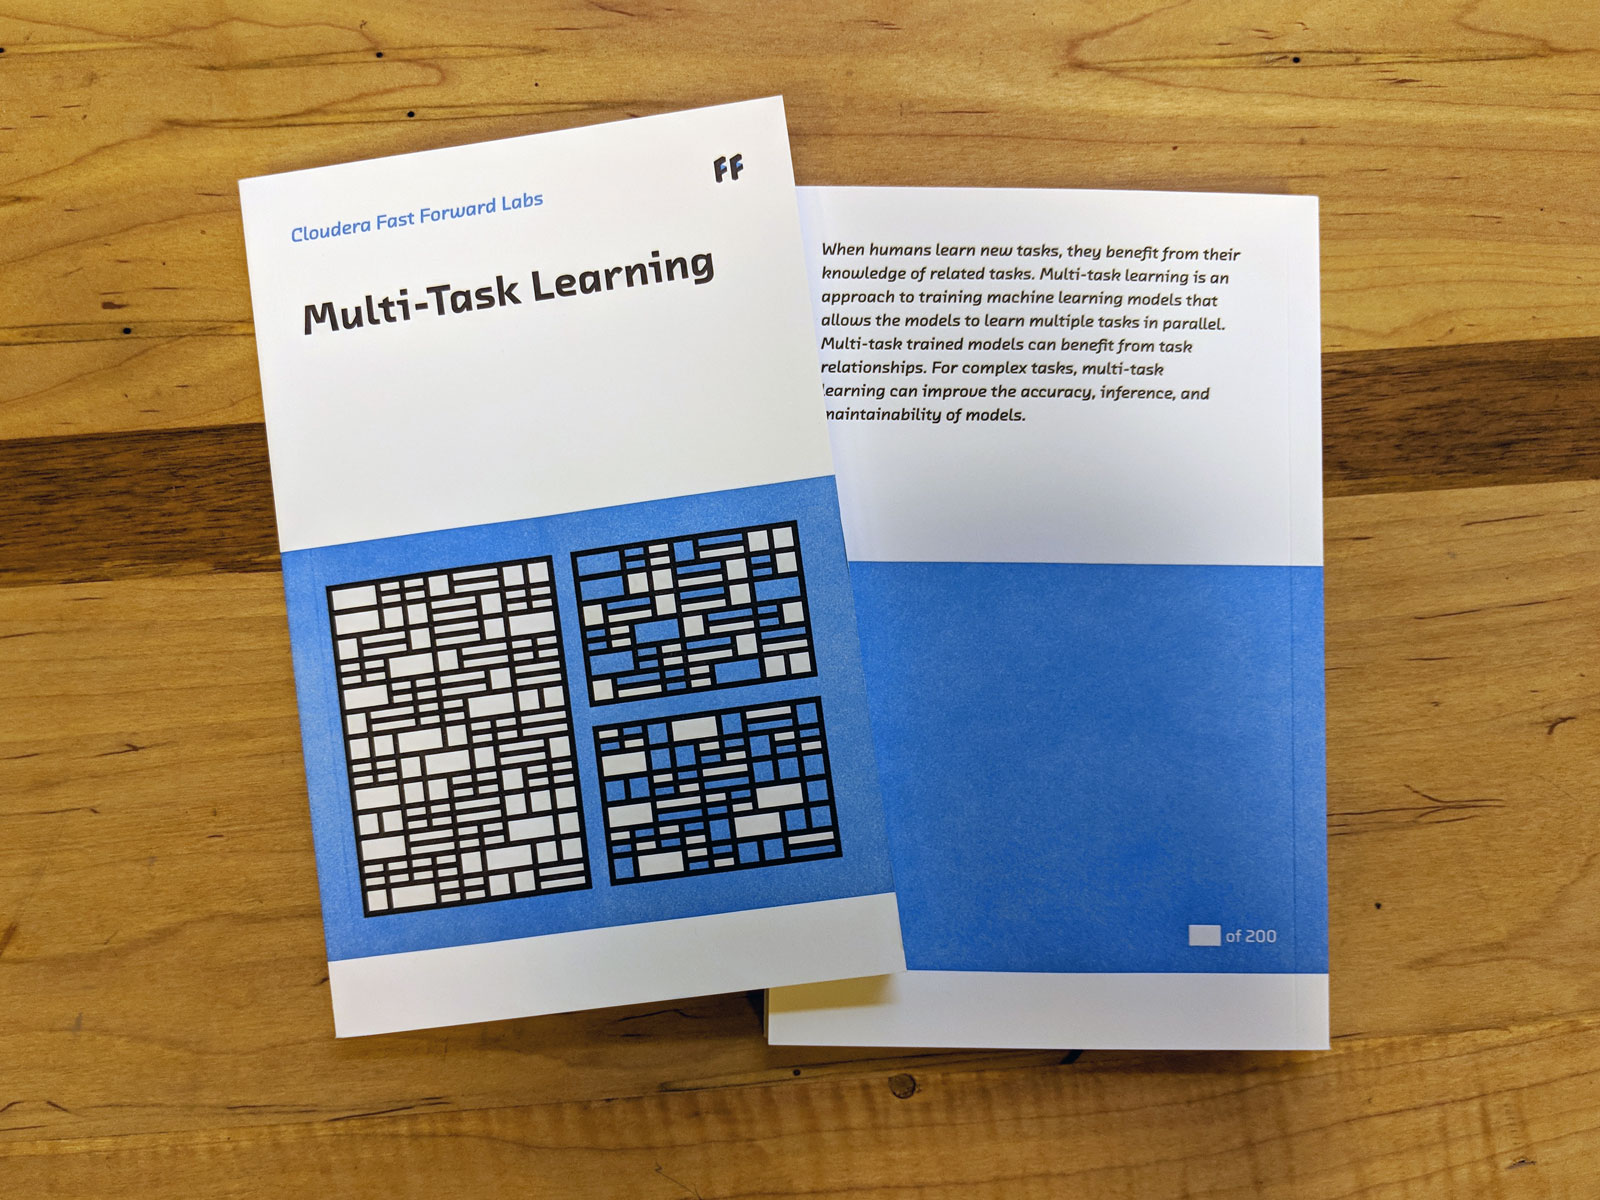 FF
Cloudera Fast Forward Labs
Multi-Task Learning
When humans learn new tasks, they benefit from their
knowledge of related tasks. Multi-task learning is an
approach to training machine learning models that
allows the models to learn multiple tasks in parallel.
Multi-task trained models can benefit from task
relationships. For complex tasks, multi-task
learning can improve the accuracy, inference, and
maintainability of models.
of 200